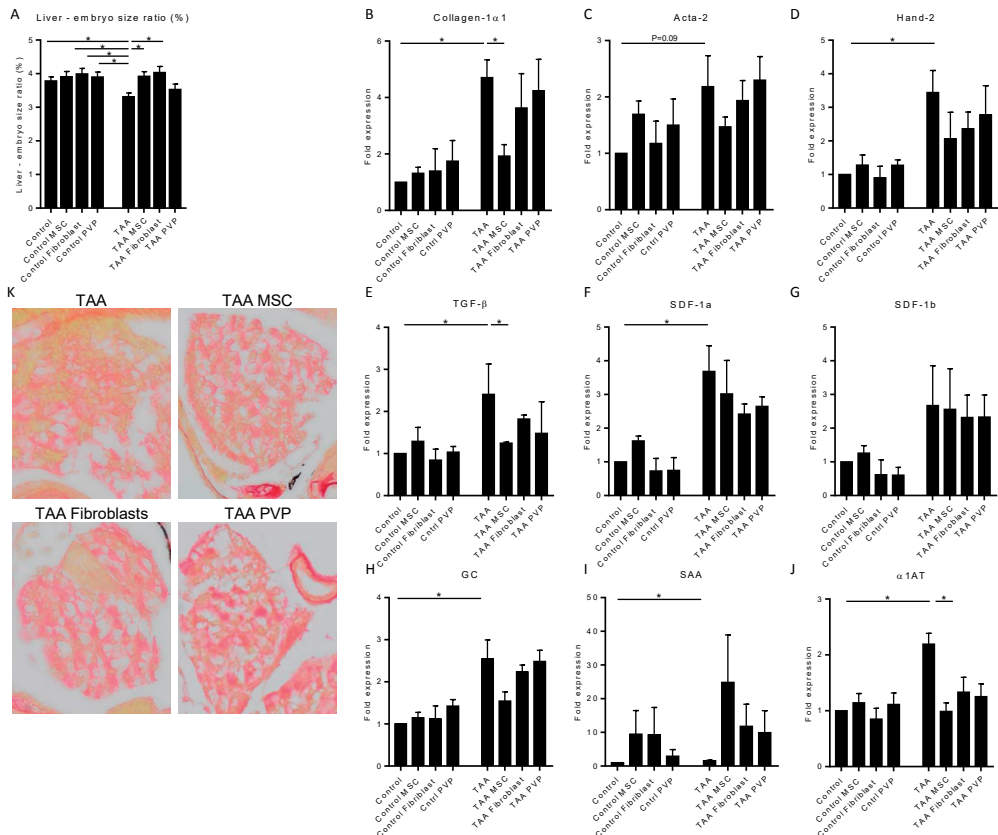 A
Liver - embryo size ratio (%)
Liver - embryo size ratio (%)
5
4
3
2
1
0
*
*
*
*
*
*
Control
Control MSC
Control Fibroblast
Control PVP
TAA
TAA MSC
TAA Fibroblast
TAA PVP
B
Collagen-1α1
Fold expression
6
4
2
0
*
*
Control
Control MSC
Control Fibriblast
Cntrl PVP
TAA
TAA MSC
TAA Fibroblast
TAA PVP
C
Acta-2
Fold expression
3
2
1
0
P=0.09
Control
Control MSC
Control Fibriblast
Control PVP
TAA
TAA MSC
TAA Fibroblast
TAA PVP
D
Hand-2
Fold expression
5
4
3
2
1
0
*
Control
Control MSC
Control Fibriblast
Control PVP
TAA
TAA MSC
TAA Fibroblast
TAA PVP
K
TAA
TAA MSC
TAA Fibroblasts
TAA PVP
E
TGF-β
Fold expression
4
3
2
1
0
*
*
Control
Control MSC
Control Fibriblast
Cntrl PVP
TAA
TAA MSC
TAA Fibroblast
TAA PVP
F
SDF-1a
Fold expression
5
4
3
2
1
0
*
Control
Control MSC
Control Fibriblast
Cntrl PVP
TAA
TAA MSC
TAA Fibroblast
TAA PVP
G
SDF-1b
Fold expression
5
4
3
2
1
0
Control
Control MSC
Control Fibriblast
Control PVP
TAA
TAA MSC
TAA Fibroblast
TAA PVP
H
GC
Fold expression
4
3
2
1
0
*
Control
Control MSC
Control Fibriblast
Cntrl PVP
TAA
TAA MSC
TAA Fibroblast
TAA PVP
I
SAA
Fold expression
50
40
30
20
10
0
*
Control
Control MSC
Control Fibriblast
Cntrl PVP
TAA
TAA MSC
TAA Fibroblast
TAA PVP
J
α1AT
Fold expression
3
2
1
0
*
*
Control
Control MSC
Control Fibriblast
Cntrl PVP
TAA
TAA MSC
TAA Fibroblast
TAA PVP